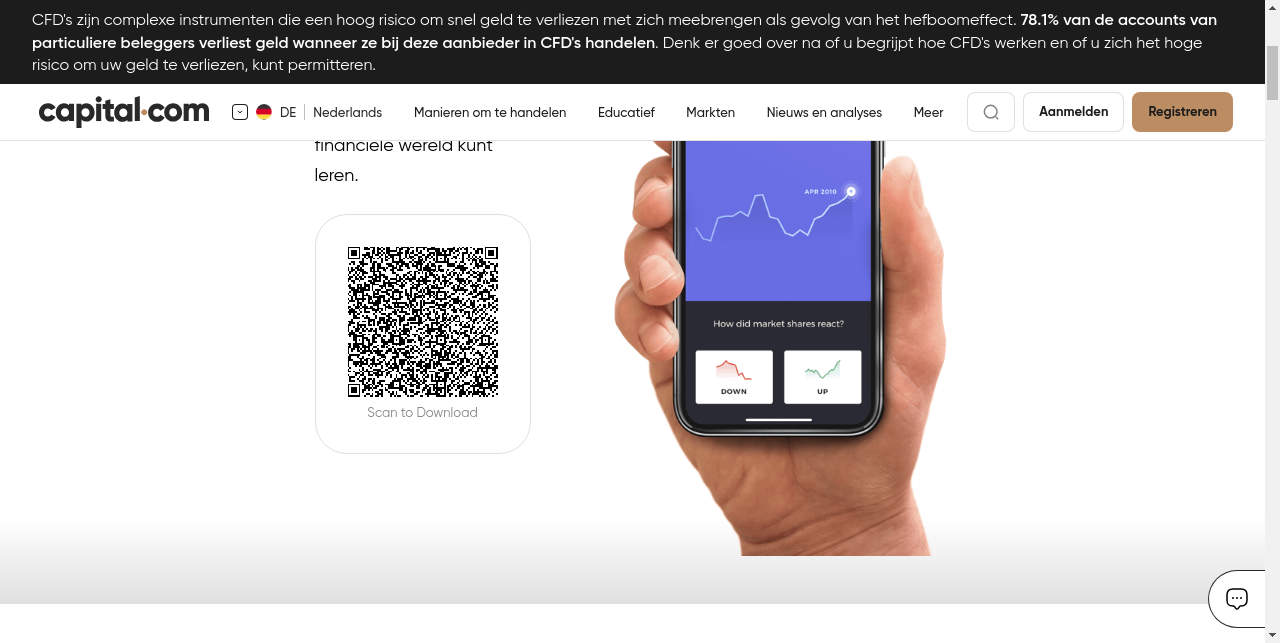 CFD's zijn complexe instrumenten die een hoog risico om snel geld te verliezen met zich meebrengen als gevolg van het hefboomeffect. 78.1% van de accounts van
particuliere beleggers verliest geld wanneer ze bij deze aanbieder in CFD's handelen. Denk er goed over na of u begrijpt hoe CFD's werken en of u zich het hoge
risico om uw geld te verliezen, kunt permitteren.
capital.com DE Nederlands Manieren om te handelen Educatief Markten Nieuws en analyses Meer Aanmelden Registreren
financiële wereld kunt
leren.
Scan to Download
APR 2010
How did market shares react?
DOWN UP